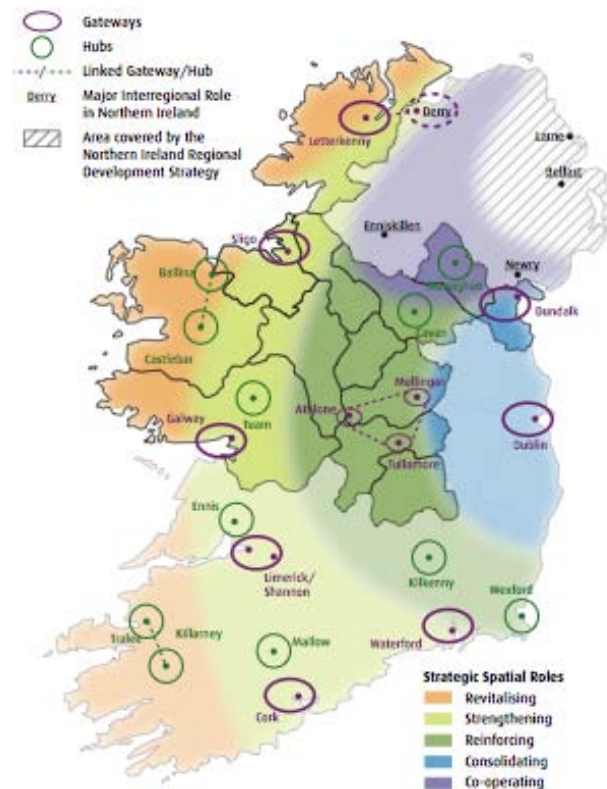 Gateways
Hubs
Linked Gateway/Hub
Derry
Major Interregional Role
in Northern Ireland
Area covered by the
Northern Ireland Regional
Development Strategy
Derry
Letterkenny
Larne
Belfast
Enniskillen
Sligo
Ballina
Monaghan
Newry
Dundalk
Cavan
Castlebar
Mullingar
Tuam
Athlone
Galway
Dublin
Tullamore
Ennis
Limerick/
Shannon
Kilkenny
Wexford
Tralee
Killarney
Mallow
Waterford
Cork
Strategic Spatial Roles
Revitalising
Strengthening
Reinforcing
Consolidating
Co-operating